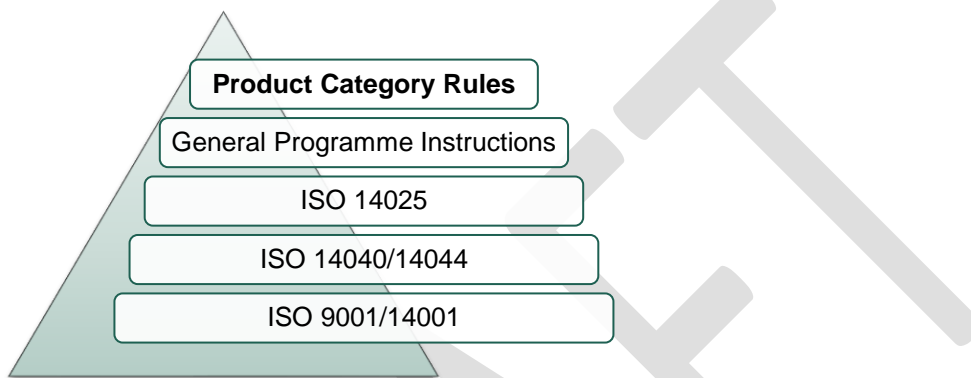 Product Category Rules
General Programme Instructions
ISO 14025
ISO 14040/14044
ISO 9001/14001